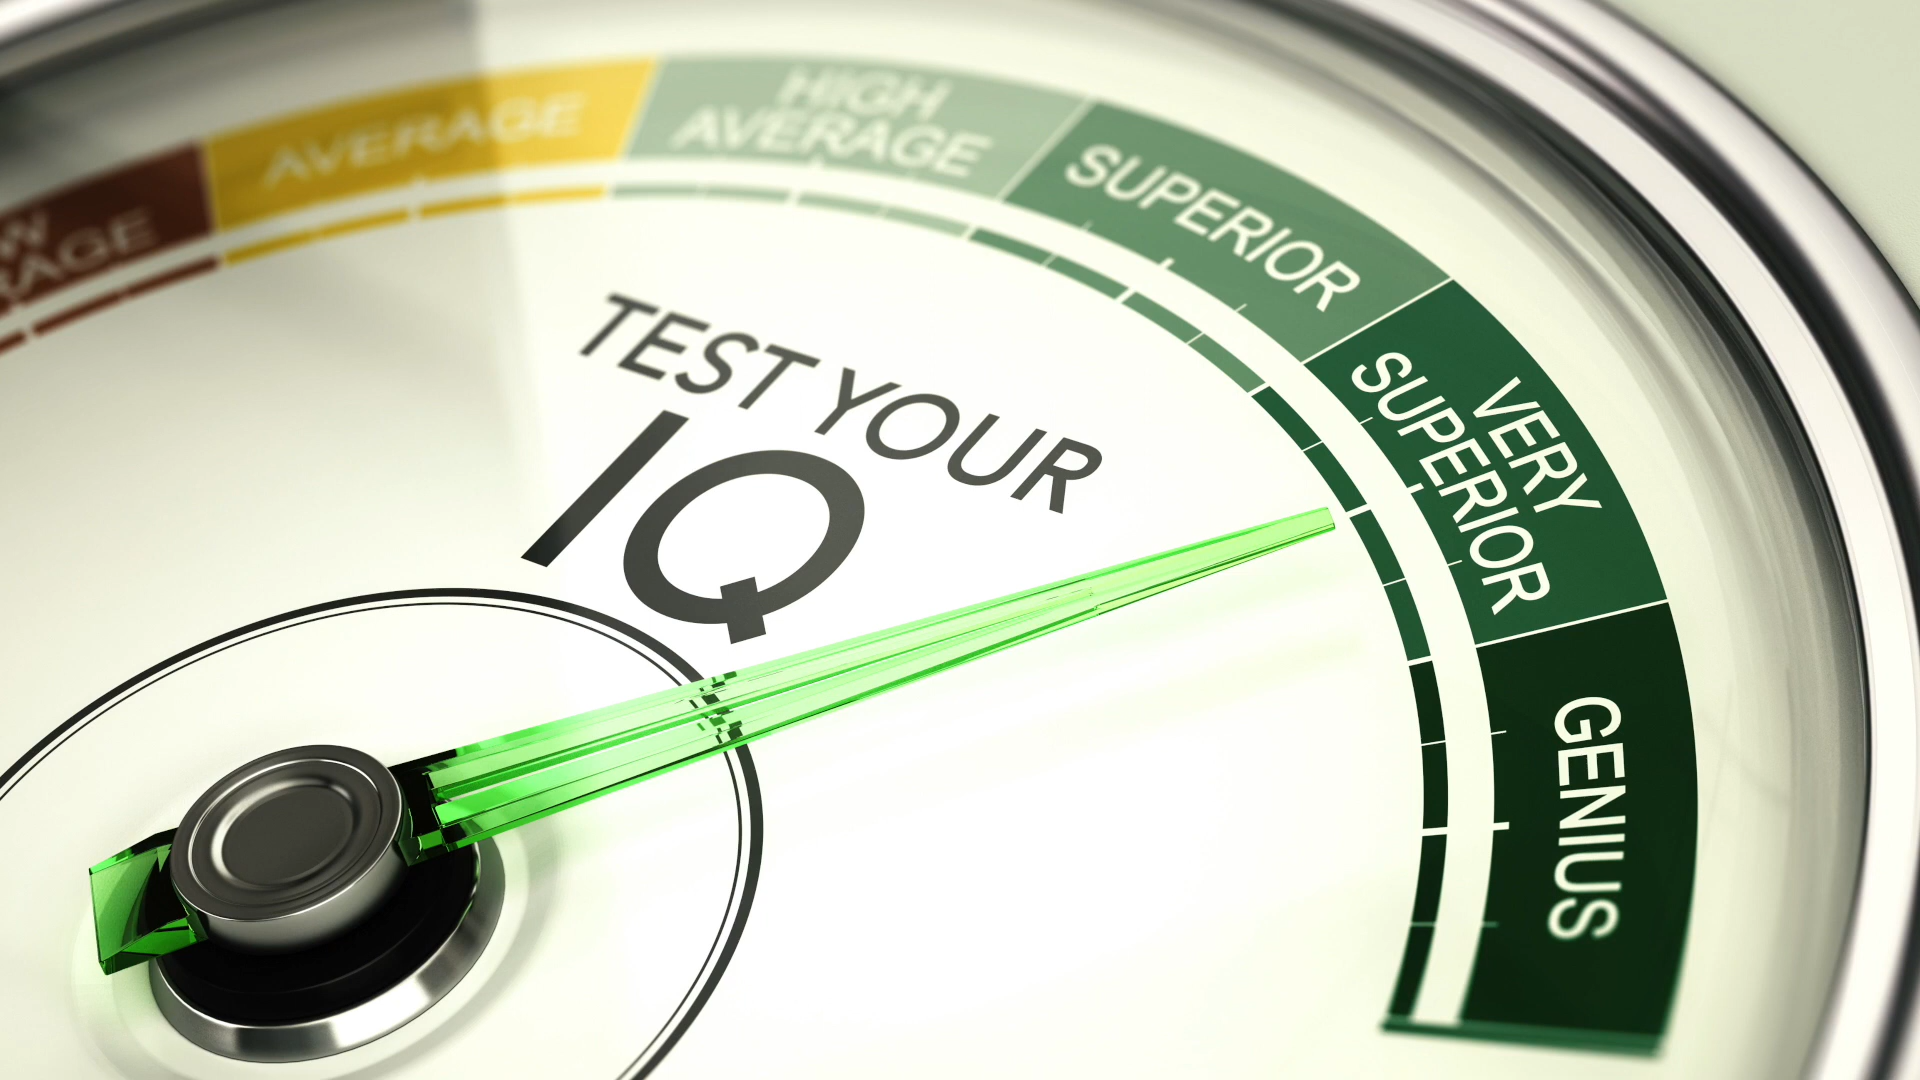 AVERAGE
HIGH
AVERAGE
SUPERIOR
VERY
SUPERIOR
GENIUS
TEST YOUR
IQ